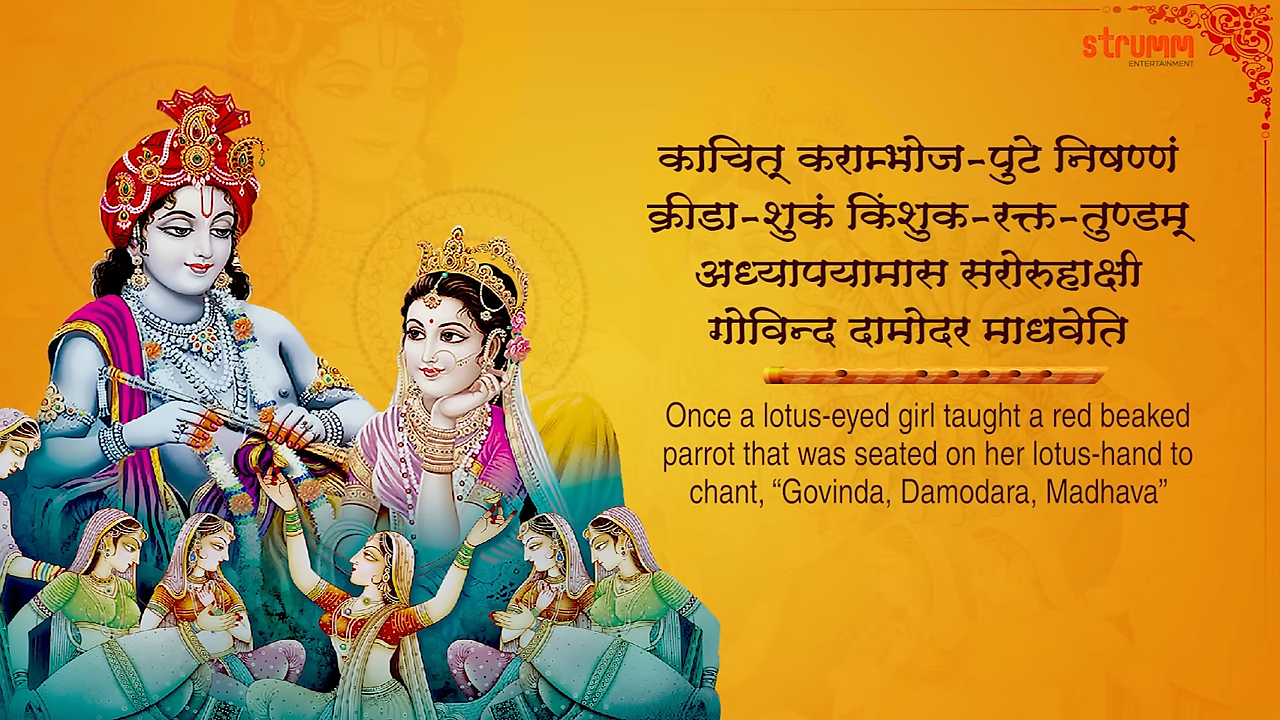 strumm
ENTERTAINMENT
काचित् कराम्भोज-पुटे निषण्णं
क्रीडा-शुकं किंशुक-रक्त-तुण्डम्
अध्यापयामास सरोरुहाक्षी
गोविन्द दामोदर माधवेति
Once a lotus-eyed girl taught a red beaked
parrot that was seated on her lotus-hand to
chant, “Govinda, Damodara, Madhava”